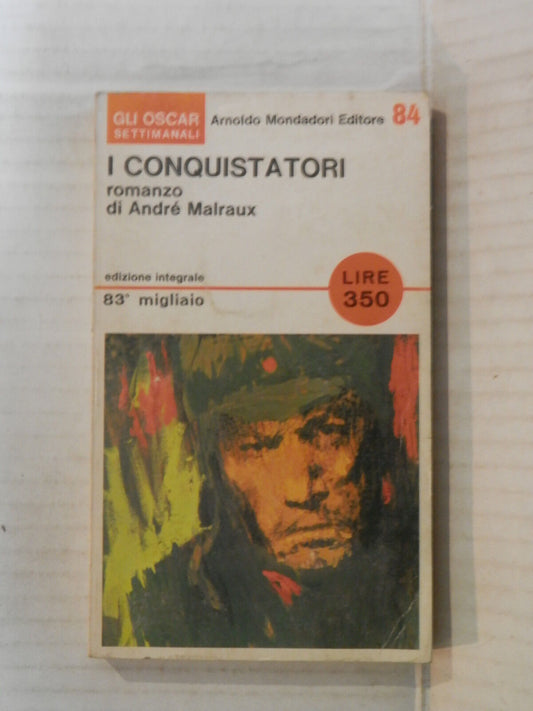 GLI OSCAR
SETTIMANALI
Arnoldo Mondadori Editore 84
I CONQUISTATORI
romanzo
di André Malraux
edizione integrale
83° migliaio
LIRE
350